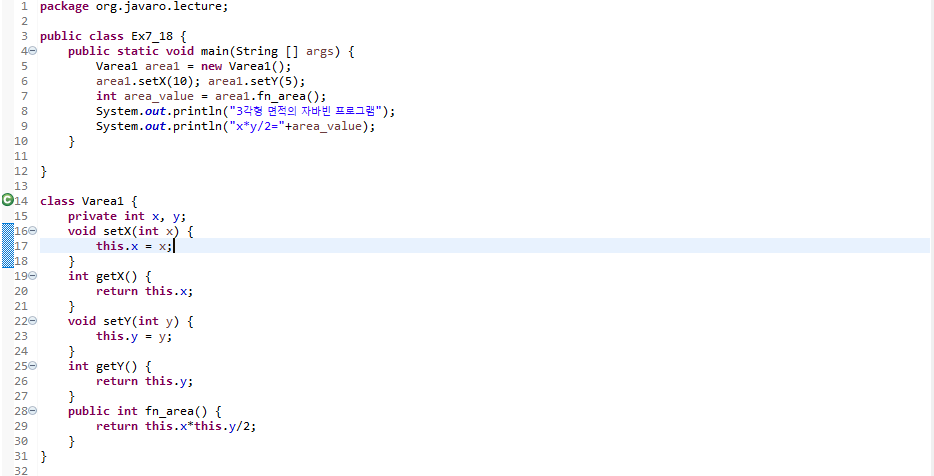 1 package org.javaro.lecture;
2
3 public class Ex7_18 {
4 public static void main(String [] args) {
5 Varea1 area1 = new Varea1();
6 area1.setX(10); area1.setY(5);
7 int area_value = area1.fn_area();
8 System.out.println("3각형 면적의 자바빈 프로그램");
9 System.out.println("x*y/2="+area_value);
10 }
11
12 }
13
14 class Varea1 {
15 private int x, y;
16 void setX(int x) {
17 this.x = x;
18 }
19 int getX() {
20 return this.x;
21 }
22 void setY(int y) {
23 this.y = y;
24 }
25 int getY() {
26 return this.y;
27 }
28 public int fn_area() {
29 return this.x*this.y/2;
30 }
31 }
32